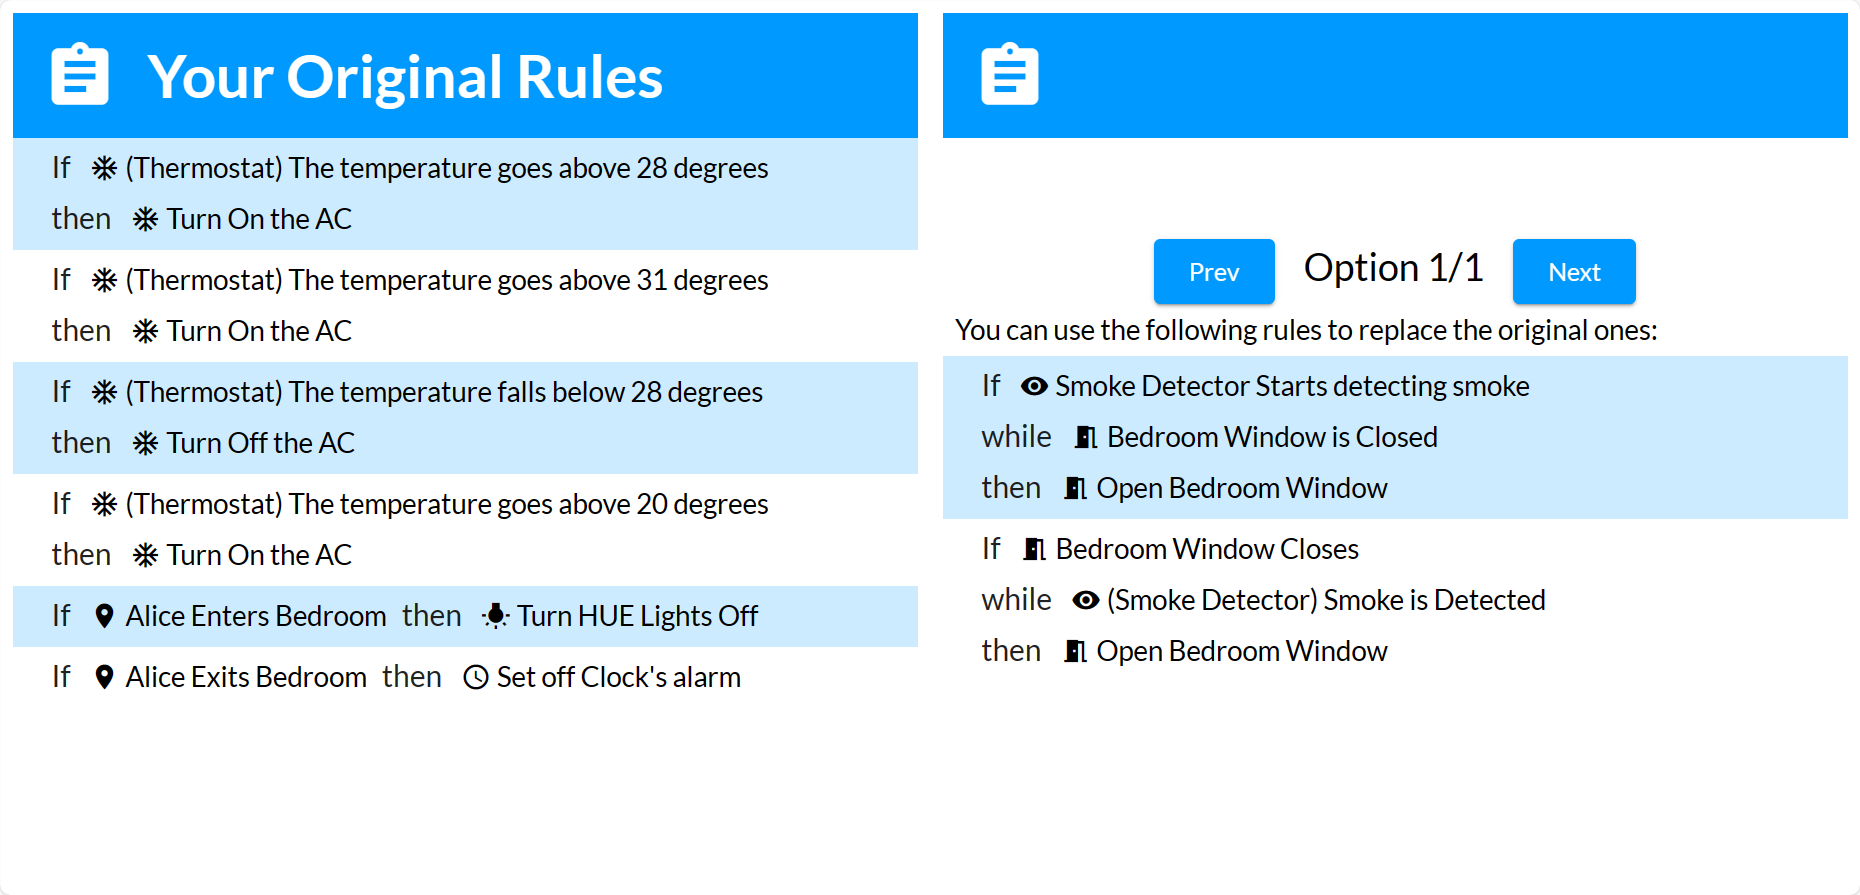 Your Original Rules
If (Thermostat) The temperature goes above 28 degrees
then Turn On the AC
If (Thermostat) The temperature goes above 31 degrees
then Turn On the AC
If (Thermostat) The temperature falls below 28 degrees
then Turn Off the AC
If (Thermostat) The temperature goes above 20 degrees
then Turn On the AC
If Alice Enters Bedroom then Turn HUE Lights Off
If Alice Exits Bedroom then Set off Clock's alarm
Prev Option 1/1 Next
You can use the following rules to replace the original ones:
If Smoke Detector Starts detecting smoke
while Bedroom Window is Closed
then Open Bedroom Window
If Bedroom Window Closes
while (Smoke Detector) Smoke is Detected
then Open Bedroom Window